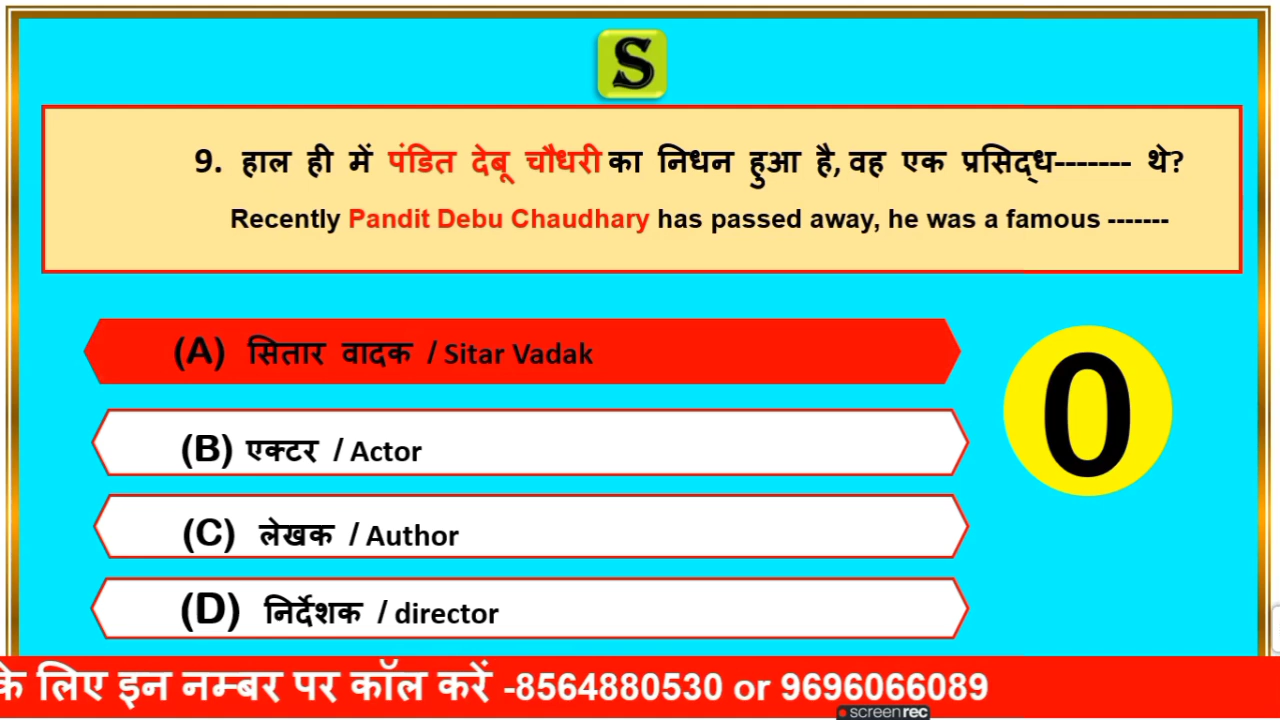 S
9. हाल ही में पंडित देबू चौधरी का निधन हुआ है, वह एक प्रसिद्ध------- थे?
Recently Pandit Debu Chaudhary has passed away, he was a famous -------
(A) सितार वादक / Sitar Vadak
0
(B) एक्टर / Actor
(C) लेखक / Author
(D) निर्देशक / director
के लिए इन नम्बर पर कॉल करें -8564880530 or 9696066089
screenrec